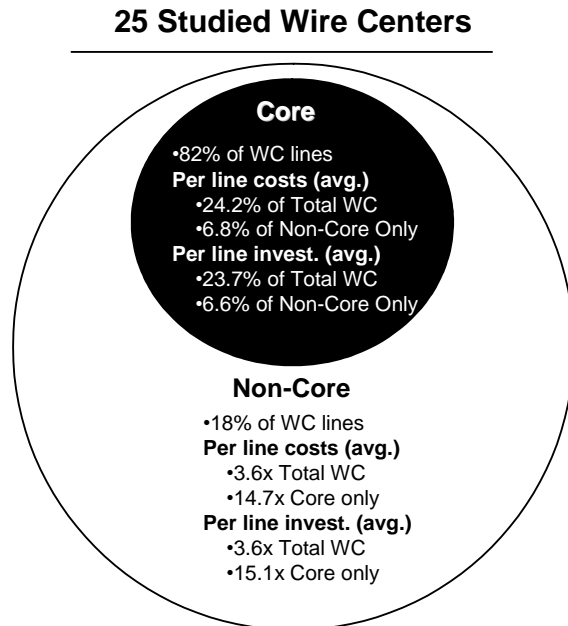 25 Studied Wire Centers
Core
•82% of WC lines
Per line costs (avg.)
•24.2% of Total WC
•6.8% of Non-Core Only
Per line invest. (avg.)
•23.7% of Total WC
•6.6% of Non-Core Only
Non-Core
•18% of WC lines
Per line costs (avg.)
•3.6x Total WC
•14.7x Core only
Per line invest. (avg.)
•3.6x Total WC
•15.1x Core only